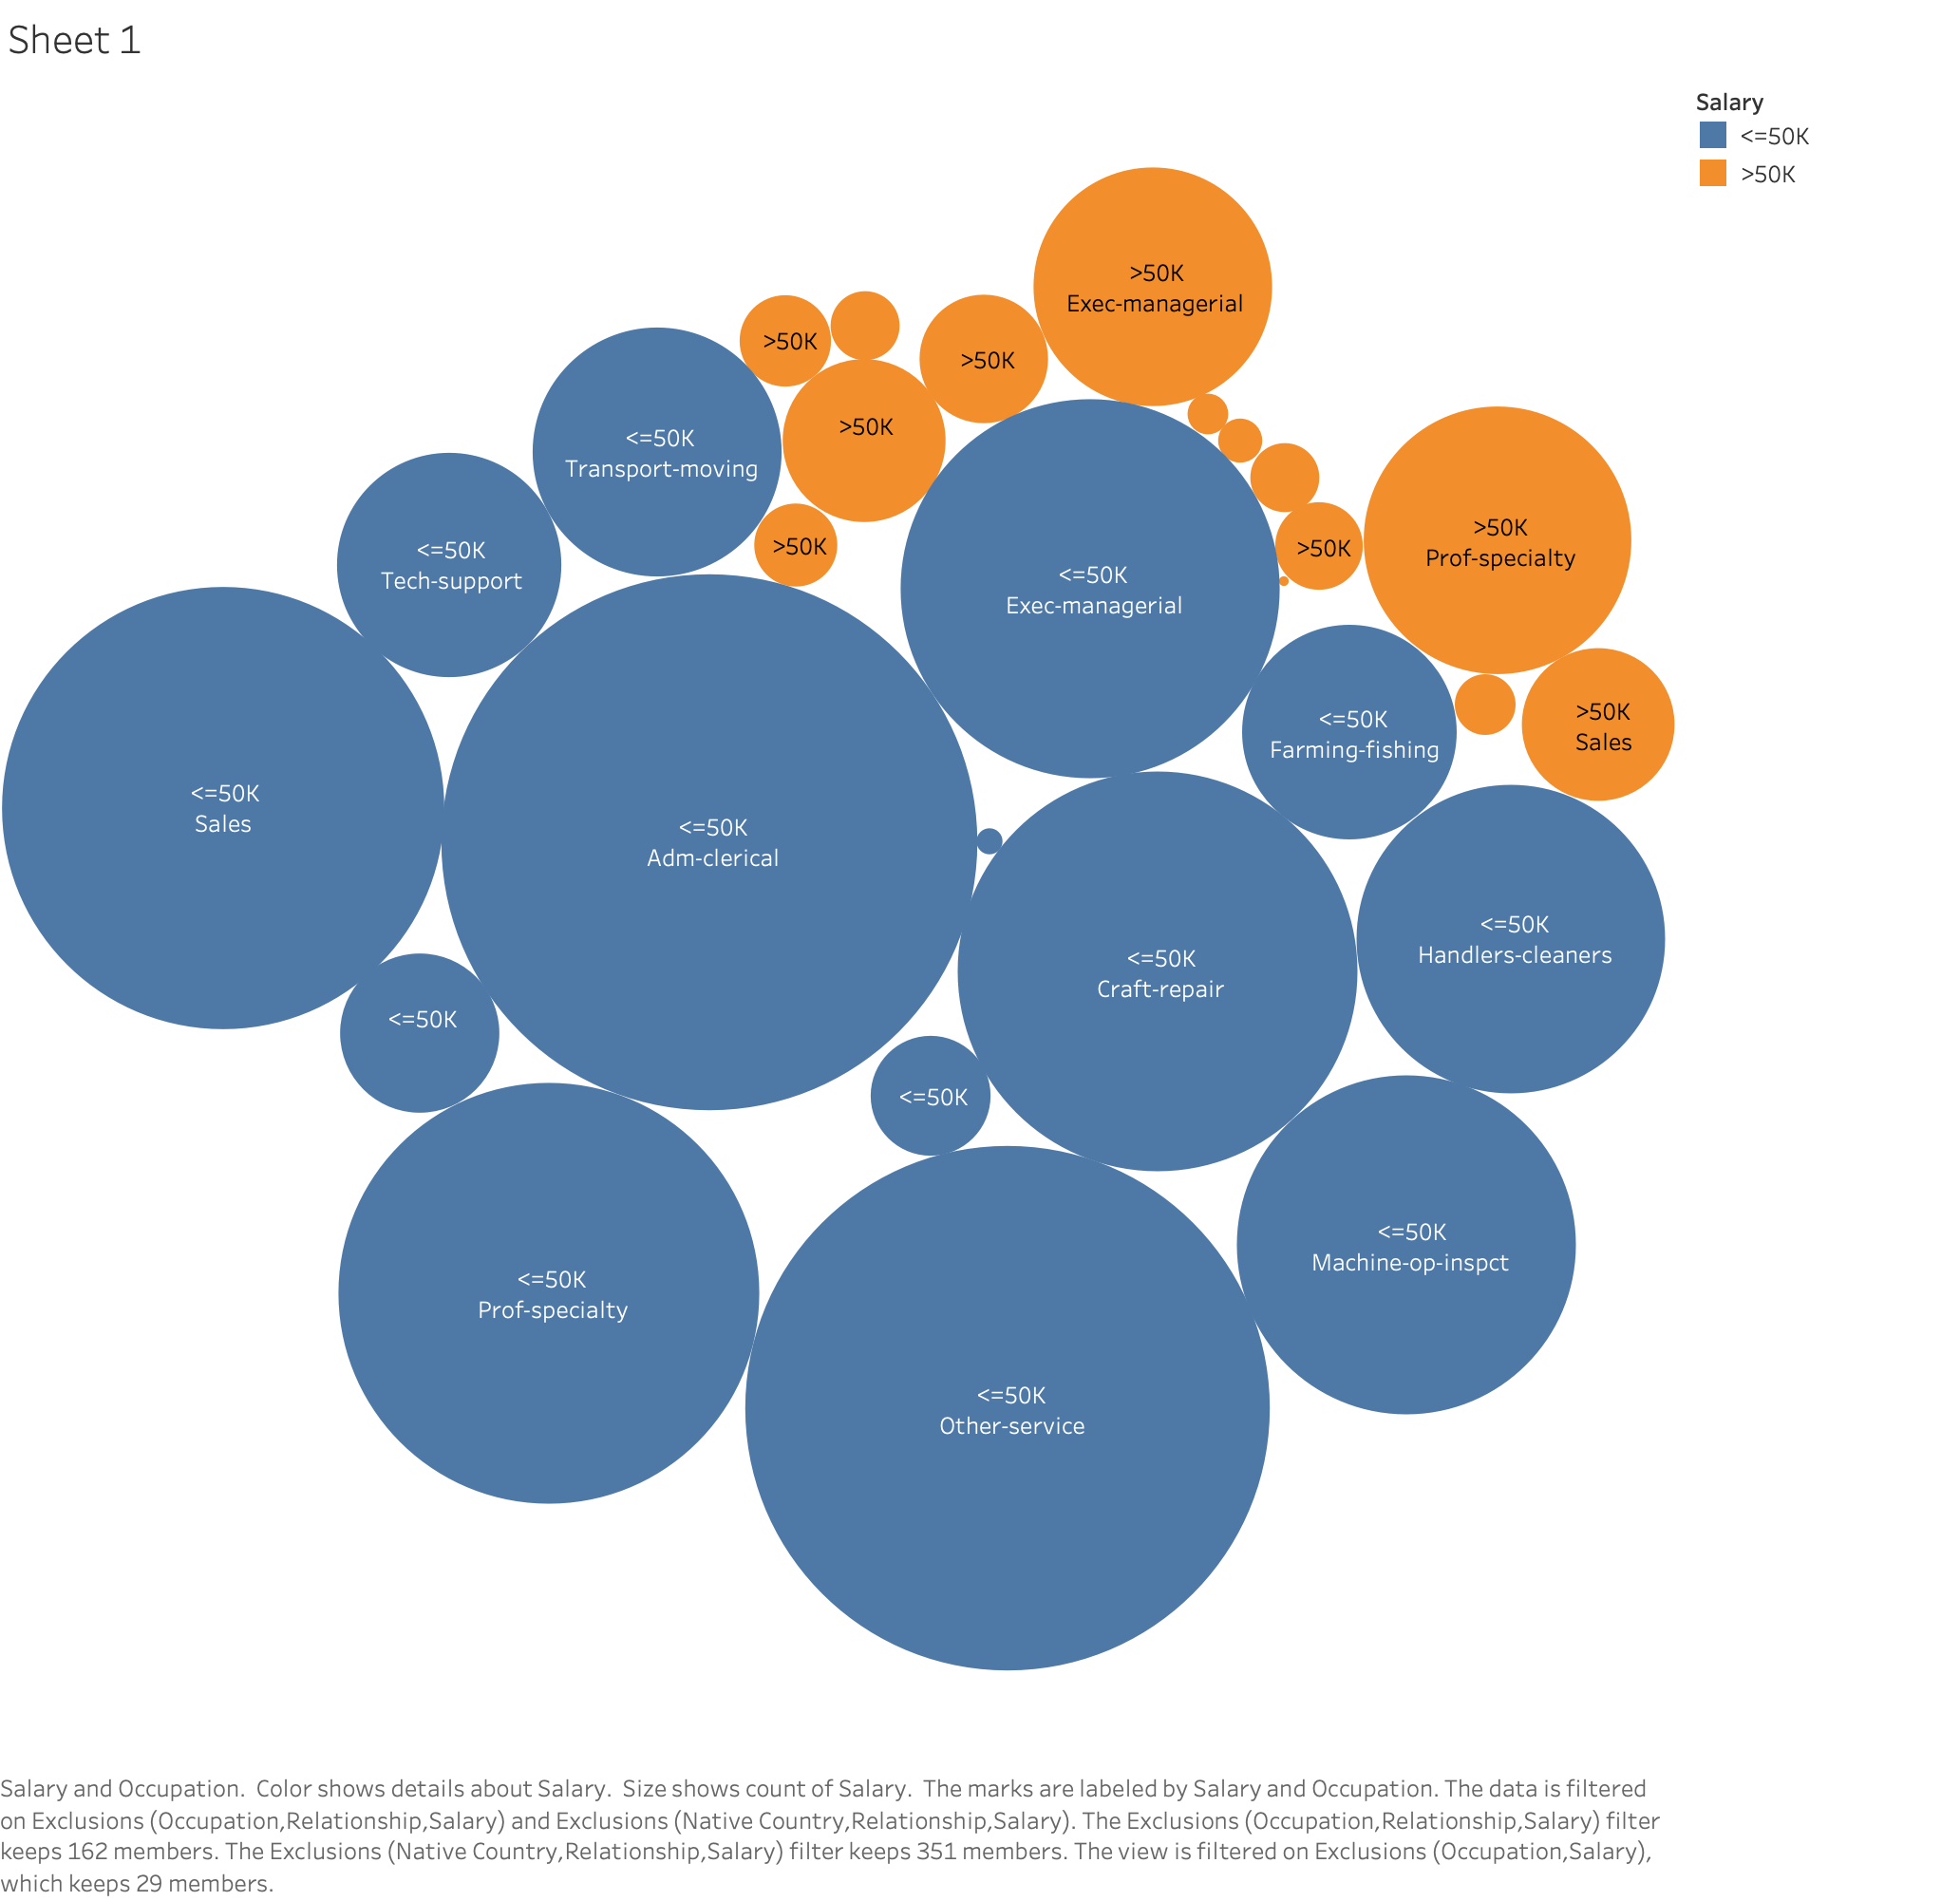 Sheet 1
Salary
<=50K
>50K
>50K
Exec-managerial
>50K
>50K
>50K
<=50K
Transport-moving
>50K
>50K
Prof-specialty
<=50K
Tech-support
>50K
>50K
<=50K
Exec-managerial
<=50K
Farming-fishing
>50K
Sales
<=50K
Sales
<=50K
Adm-clerical
<=50K
Handlers-cleaners
<=50K
Craft-repair
<=50K
<=50K
<=50K
Machine-op-inspct
<=50K
Prof-specialty
<=50K
Other-service
Salary and Occupation.  Color shows details about Salary.  Size shows count of Salary.  The marks are labeled by Salary and Occupation. The data is filtered
on Exclusions (Occupation,Relationship,Salary) and Exclusions (Native Country,Relationship,Salary). The Exclusions (Occupation,Relationship,Salary) filter
keeps 162 members. The Exclusions (Native Country,Relationship,Salary) filter keeps 351 members. The view is filtered on Exclusions (Occupation,Salary),
which keeps 29 members.